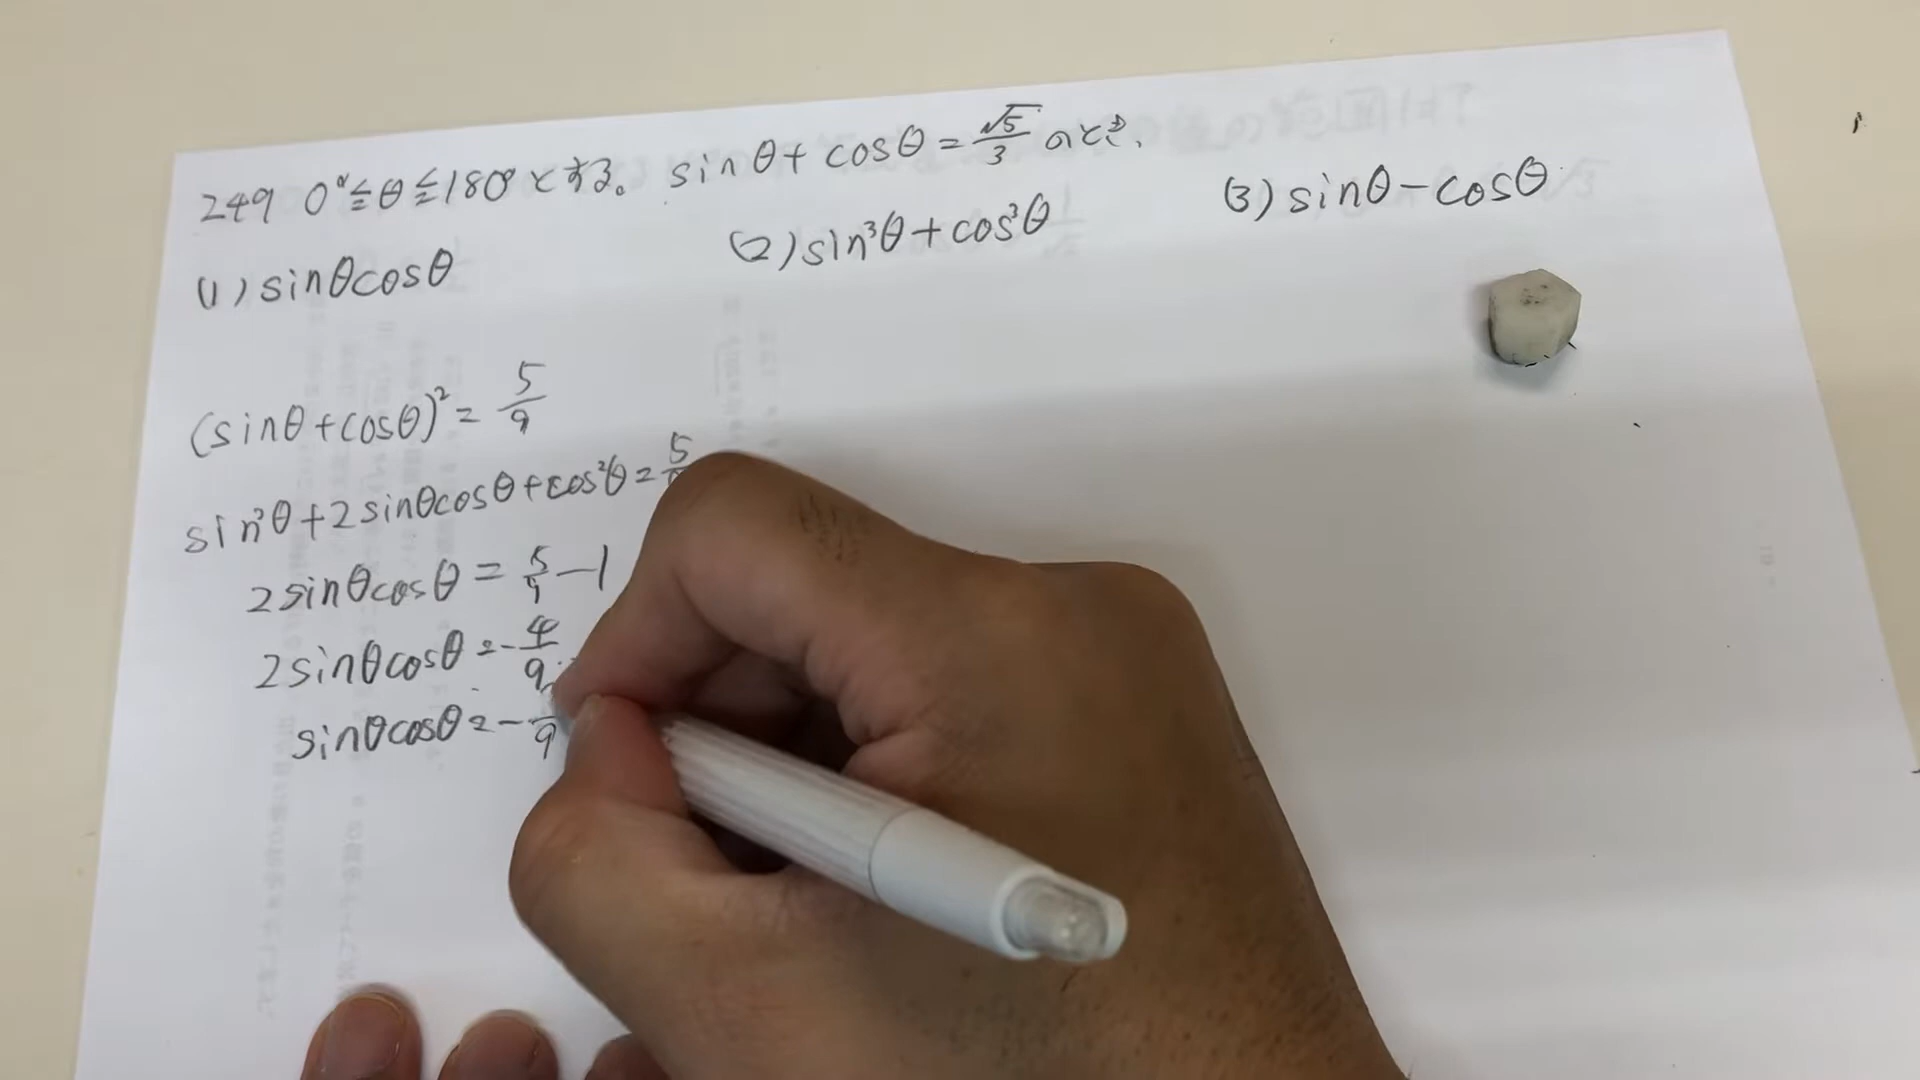 249 0°≦θ≦180°とする。 sinθ+cosθ=√5/3 のとき、
(1) sinθcosθ
(2) sin³θ+cos³θ
(3) sinθ-cosθ
(sinθ+cosθ)²=5/9
sin²θ+2sinθcosθ+cos²θ=5
2sinθcosθ=5/9-1
2sinθcosθ=-4/9
sinθcosθ=- /9